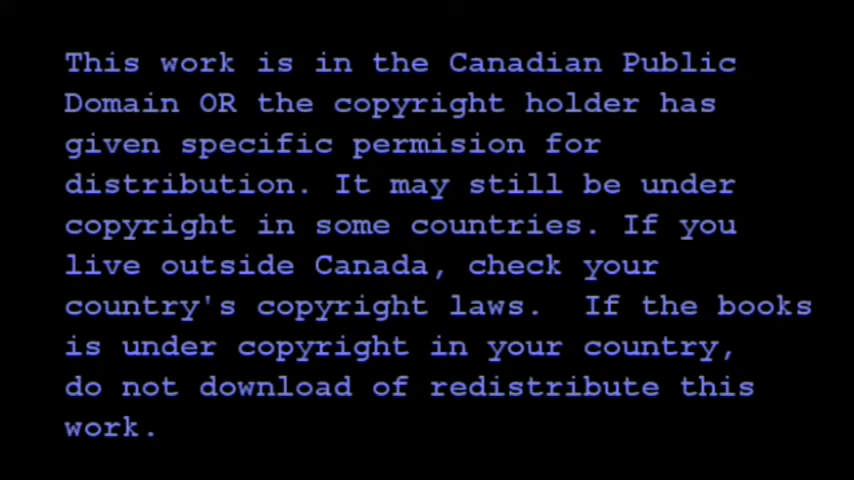 This work is in the Canadian Public
Domain OR the copyright holder has
given specific permision for
distribution. It may still be under
copyright in some countries. If you
live outside Canada, check your
country's copyright laws.  If the books
is under copyright in your country,
do not download of redistribute this
work.